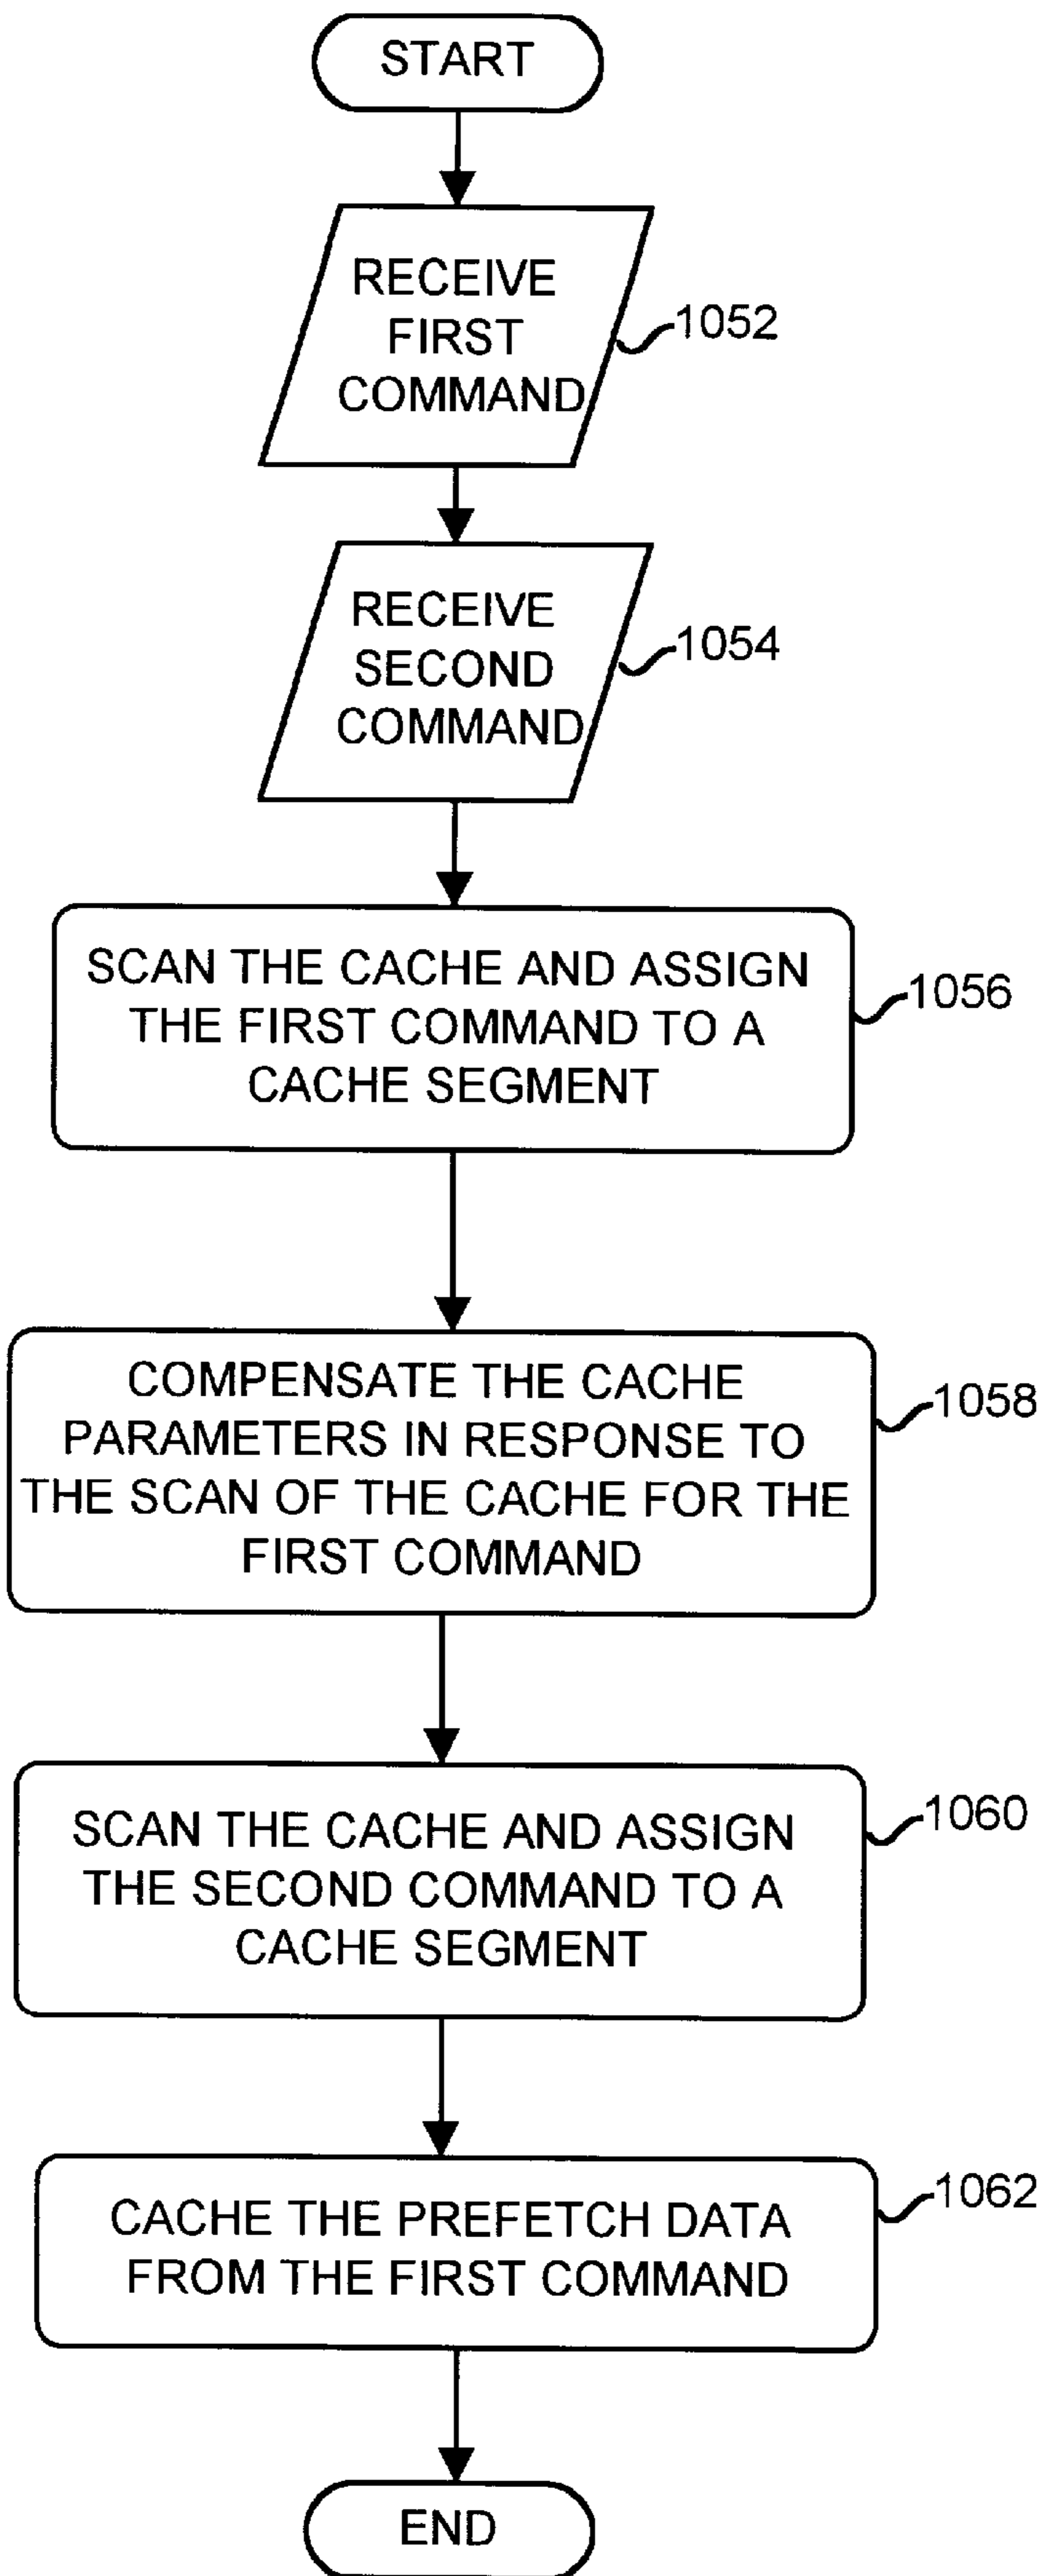 START
RECEIVE
FIRST
COMMAND
1052
RECEIVE
SECOND
COMMAND
1054
SCAN THE CACHE AND ASSIGN
THE FIRST COMMAND TO A
CACHE SEGMENT
1056
COMPENSATE THE CACHE
PARAMETERS IN RESPONSE TO
THE SCAN OF THE CACHE FOR THE
FIRST COMMAND
1058
SCAN THE CACHE AND ASSIGN
THE SECOND COMMAND TO A
CACHE SEGMENT
1060
CACHE THE PREFETCH DATA
FROM THE FIRST COMMAND
1062
END